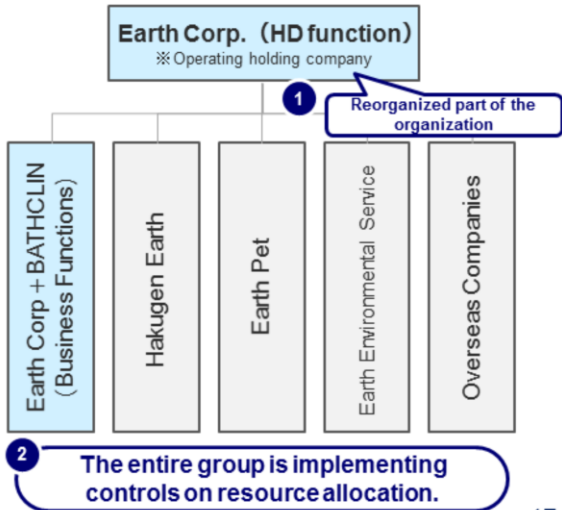 Earth Corp.（HD function）
※Operating holding company
1
Reorganized part of the
organization
Earth Corp + BATHCLIN
（Business Functions）
Hakugen Earth
Earth Pet
Earth Environmental Service
Overseas Companies
2
The entire group is implementing
controls on resource allocation.